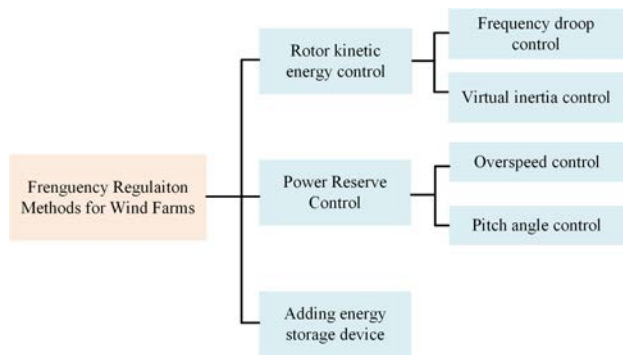 Frenguency Regulaiton
Methods for Wind Farms
Rotor kinetic
energy control
Frequency droop
control
Virtual inertia control
Power Reserve
Control
Overspeed control
Pitch angle control
Adding energy
storage device